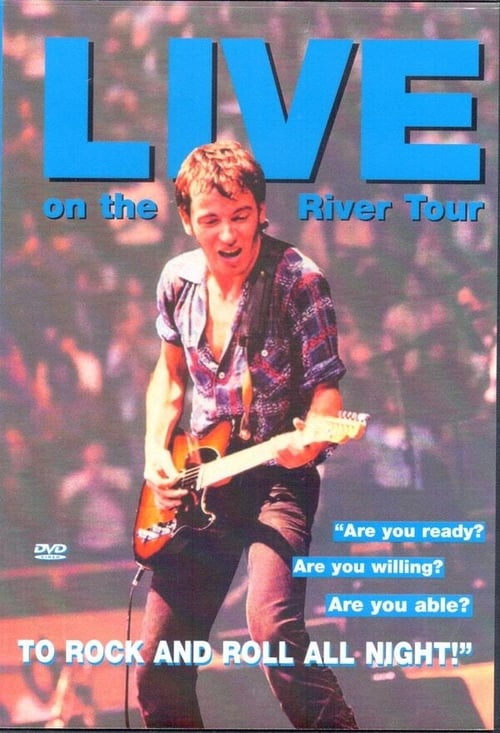 LIVE
on the River Tour
"Are you ready?
Are you willing?
Are you able?
DVD
VIDEO
TO ROCK AND ROLL ALL NIGHT!"